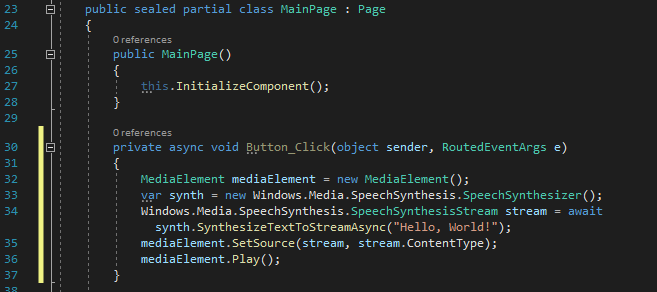 23 public sealed partial class MainPage : Page
24 {
0 references
25 public MainPage()
26 {
27 this.InitializeComponent();
28 }
29
0 references
30 private async void Button_Click(object sender, RoutedEventArgs e)
31 {
32 MediaElement mediaElement = new MediaElement();
33 var synth = new Windows.Media.SpeechSynthesis.SpeechSynthesizer();
34 Windows.Media.SpeechSynthesis.SpeechSynthesisStream stream = await
synth.SynthesizeTextToStreamAsync("Hello, World!");
35 mediaElement.SetSource(stream, stream.ContentType);
36 mediaElement.Play();
37 }
38